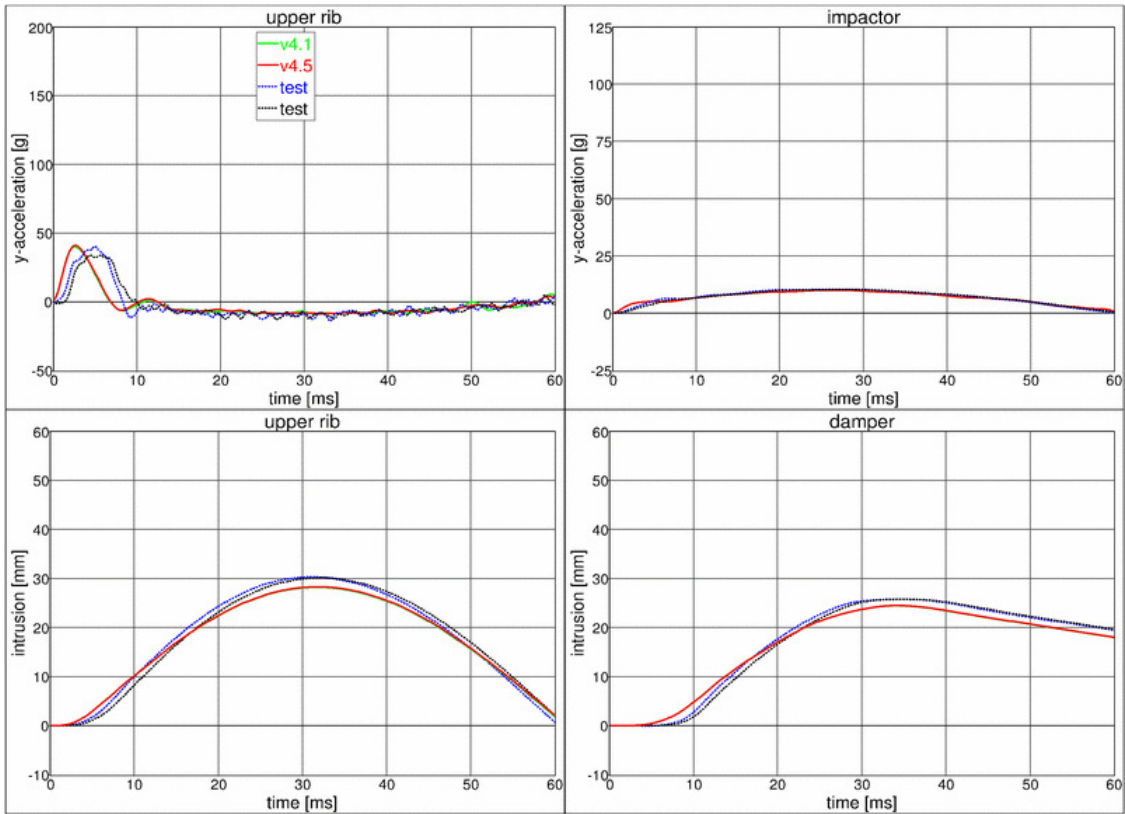 upper rib
200
150
100
50
0
-50
y-acceleration [g]
v4.1
v4.5
test
test
0 10 20 30 40 50 60
time [ms]
impactor
125
100
75
50
25
0
-25
y-acceleration [g]
0 10 20 30 40 50 60
time [ms]
upper rib
60
50
40
30
20
10
0
-10
intrusion [mm]
0 10 20 30 40 50 60
time [ms]
damper
60
50
40
30
20
10
0
-10
intrusion [mm]
0 10 20 30 40 50 60
time [ms]